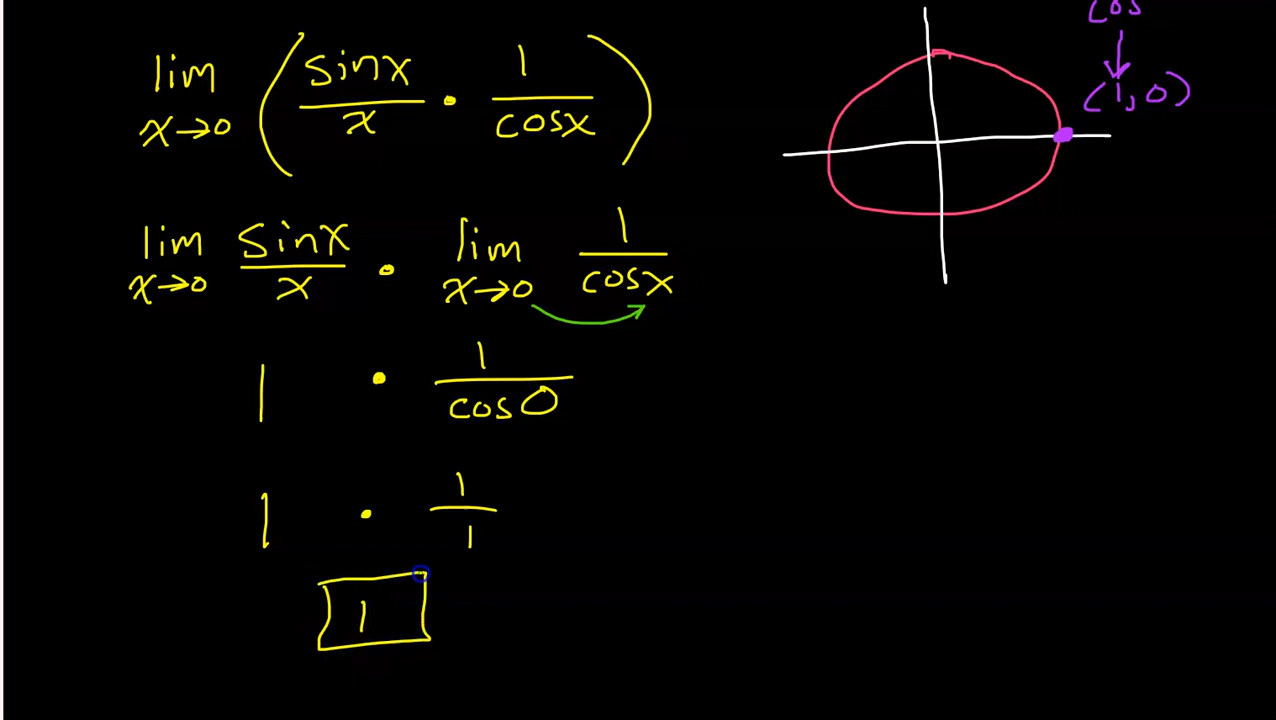 lim x→0 (sinx/x · 1/cosx)
lim x→0 sinx/x · lim x→0 1/cosx
1 · 1/cos0
1 · 1/1
1
cos
(1,0)